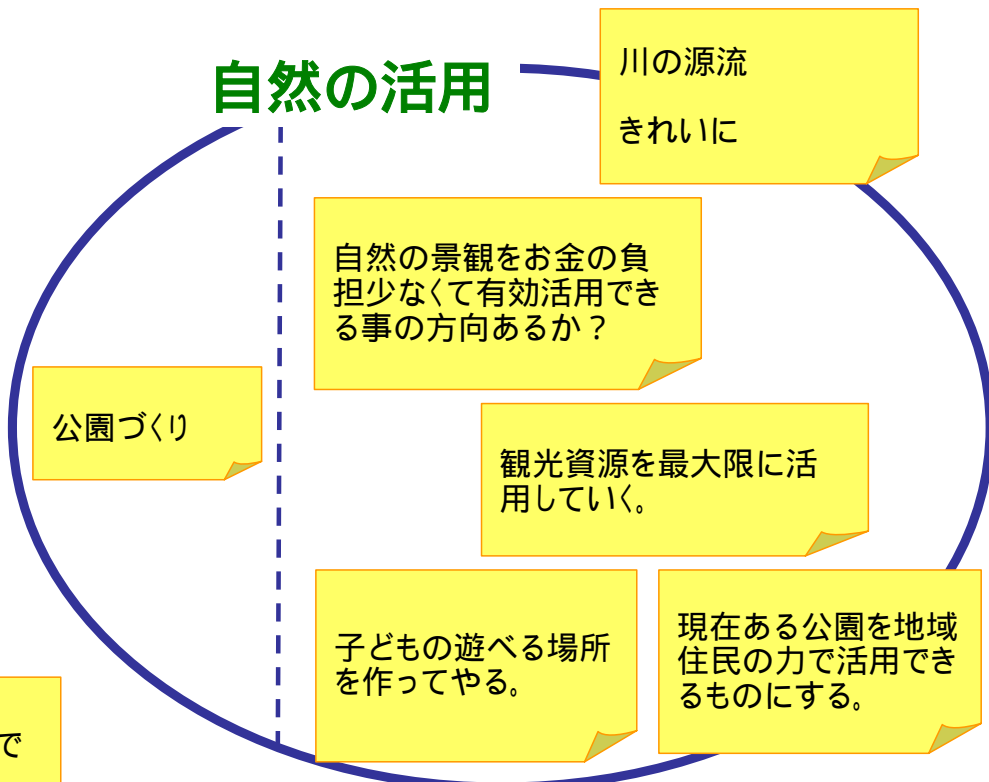 自然の活用
川の源流
きれいに
自然の景観をお金の負
担少なくて有効活用でき
る事の方向あるか？
公園づくり
観光資源を最大限に活
用していく。
子どもの遊べる場所
を作ってやる。
現在ある公園を地域
住民の力で活用でき
るものにする。
で